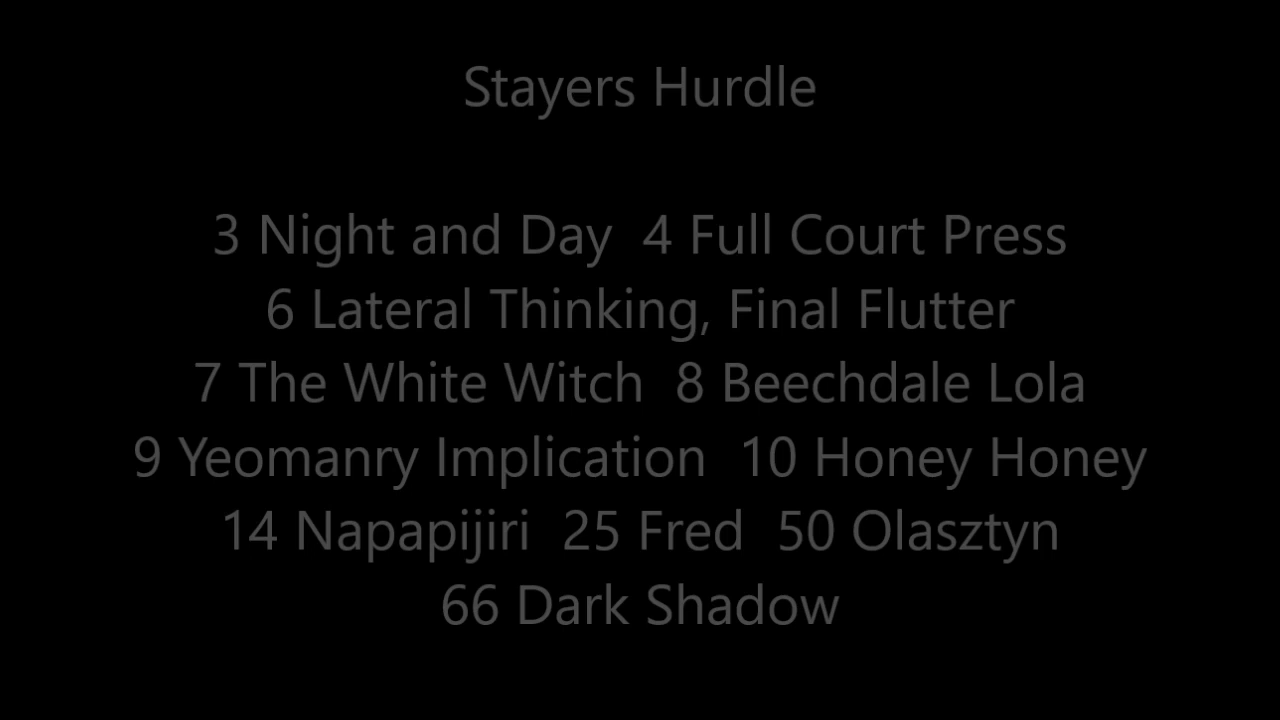 Stayers Hurdle
3 Night and Day  4 Full Court Press
6 Lateral Thinking, Final Flutter
7 The White Witch  8 Beechdale Lola
9 Yeomanry Implication  10 Honey Honey
14 Napapijiri  25 Fred  50 Olasztyn
66 Dark Shadow